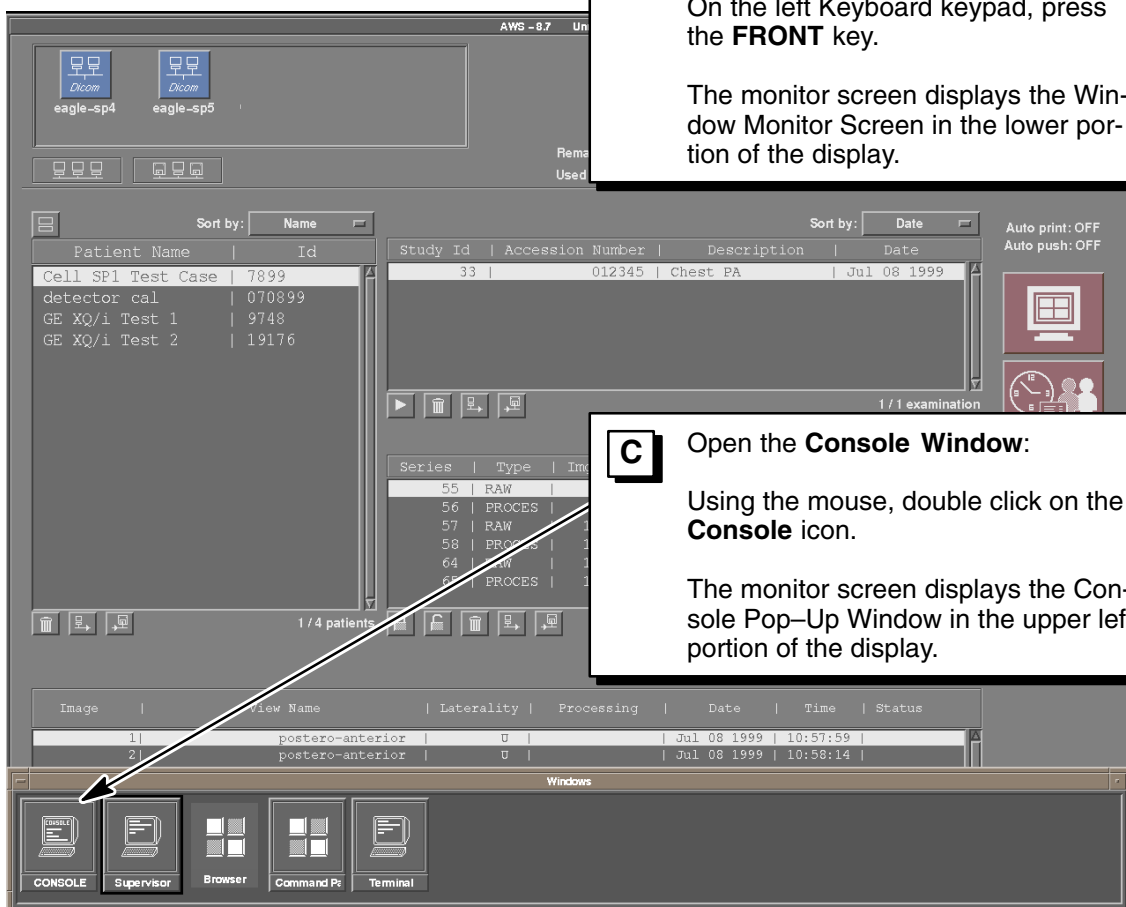 On the left Keyboard keypad, press
the FRONT key.
The monitor screen displays the Win-
dow Monitor Screen in the lower por-
tion of the display.
AWS –8.7
Dicom
eagle–sp4
Dicom
eagle–sp5
Used
Sort by: Name
Patient Name | Id
Cell SP1 Test Case | 7899
detector cal | 070899
GE XQ/i Test 1 | 9748
GE XQ/i Test 2 | 19176
1 / 4 patients
Sort by: Date
Study Id | Accession Number | Description | Date
33 | 012345 | Chest PA | Jul 08 1999
1 / 1 examination
Auto print: OFF
Auto push: OFF
Series | Type |
55 | RAW |
56 | PROCES |
57 | RAW | 1
58 | PROCES | 1
64 | RAW | 1
65 | PROCES | 1
C
Open the Console Window:
Using the mouse, double click on the
Console icon.
The monitor screen displays the Con-
sole Pop–Up Window in the upper lef
portion of the display.
Image | View Name | Laterality | Processing | Date | Time | Status
1| postero-anterior | U | | Jul 08 1999 | 10:57:59 |
2| postero-anterior | U | | Jul 08 1999 | 10:58:14 |
Windows
CONSOLE
CONSOLE
Supervisor
Browser
Command Pa
Terminal